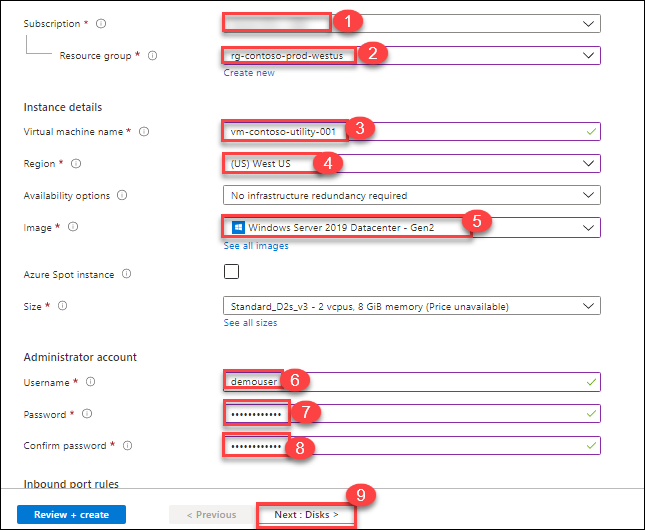 Subscription * 1
Resource group * rg-contoso-prod-westus 2
Create new
Instance details
Virtual machine name * vm-contoso-utility-001 3
Region * (US) West US 4
Availability options No infrastructure redundancy required
Image * Windows Server 2019 Datacenter - Gen2 5
See all images
Azure Spot instance
Size * Standard_D2s_v3 - 2 vcpus, 8 GiB memory (Price unavailable)
See all sizes
Administrator account
Username * demouser 6
Password * •••••••••••• 7
Confirm password * •••••••••••• 8
Inbound port rules
9
Review + create < Previous Next : Disks >